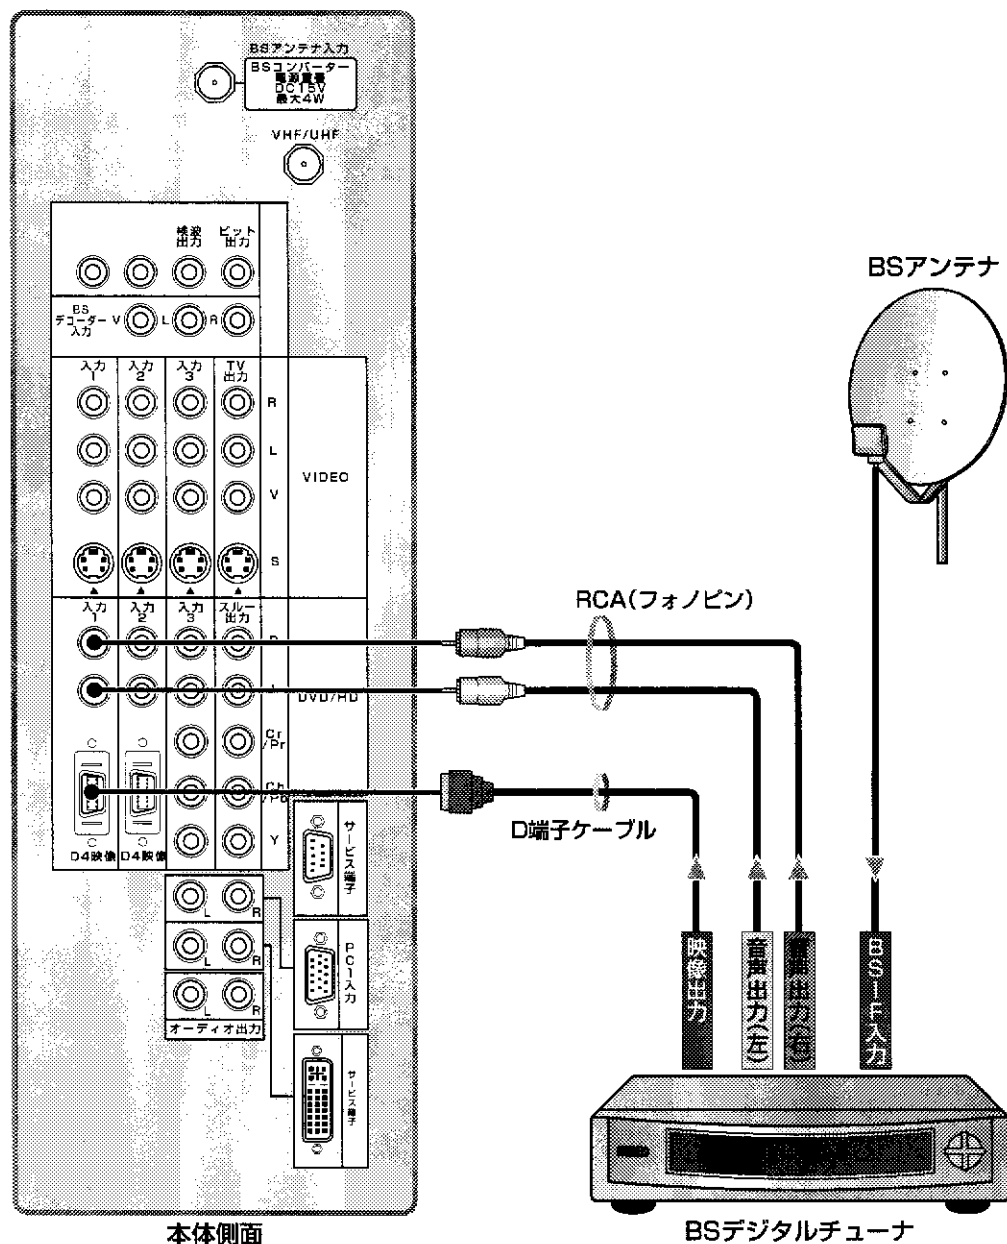 BSアンテナ入力
BSコンバーター
電源重畳
DC15V
最大4W
VHF/UHF
検波
出力
ビット
出力
BS
デコーダー
入力
V
L
R
入力
1
入力
2
入力
3
TV
出力
R
L
V
S
VIDEO
入力
1
入力
2
入力
3
スルー
出力
DVD/HD
Cr
/Pr
Cb
/Pb
Y
D4映像
D4映像
サービス端子
L
R
L
R
L
R
オーディオ出力
PC1入力
サービス端子
本体側面
RCA(フォノピン)
D端子ケーブル
BSアンテナ
映像出力
音声出力(左)
音声出力(右)
BS-IF入力
BSデジタルチューナ